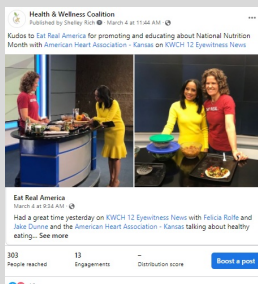 Health & Wellness Coalition
Published by Shelley Rich · March 4 at 11:44 AM ·
Kudos to Eat Real America for promoting and educating about National Nutrition
Month with American Heart Association - Kansas on KWCH 12 Eyewitness News
Eat Real America
March 4 at 9:34 AM ·
Had a great time yesterday on KWCH 12 Eyewitness News with Felicia Rolfe and
Jake Dunne and the American Heart Association - Kansas talking about healthy
eating... See more
303
People reached
13
Engagements
–
Distribution score
Boost a post